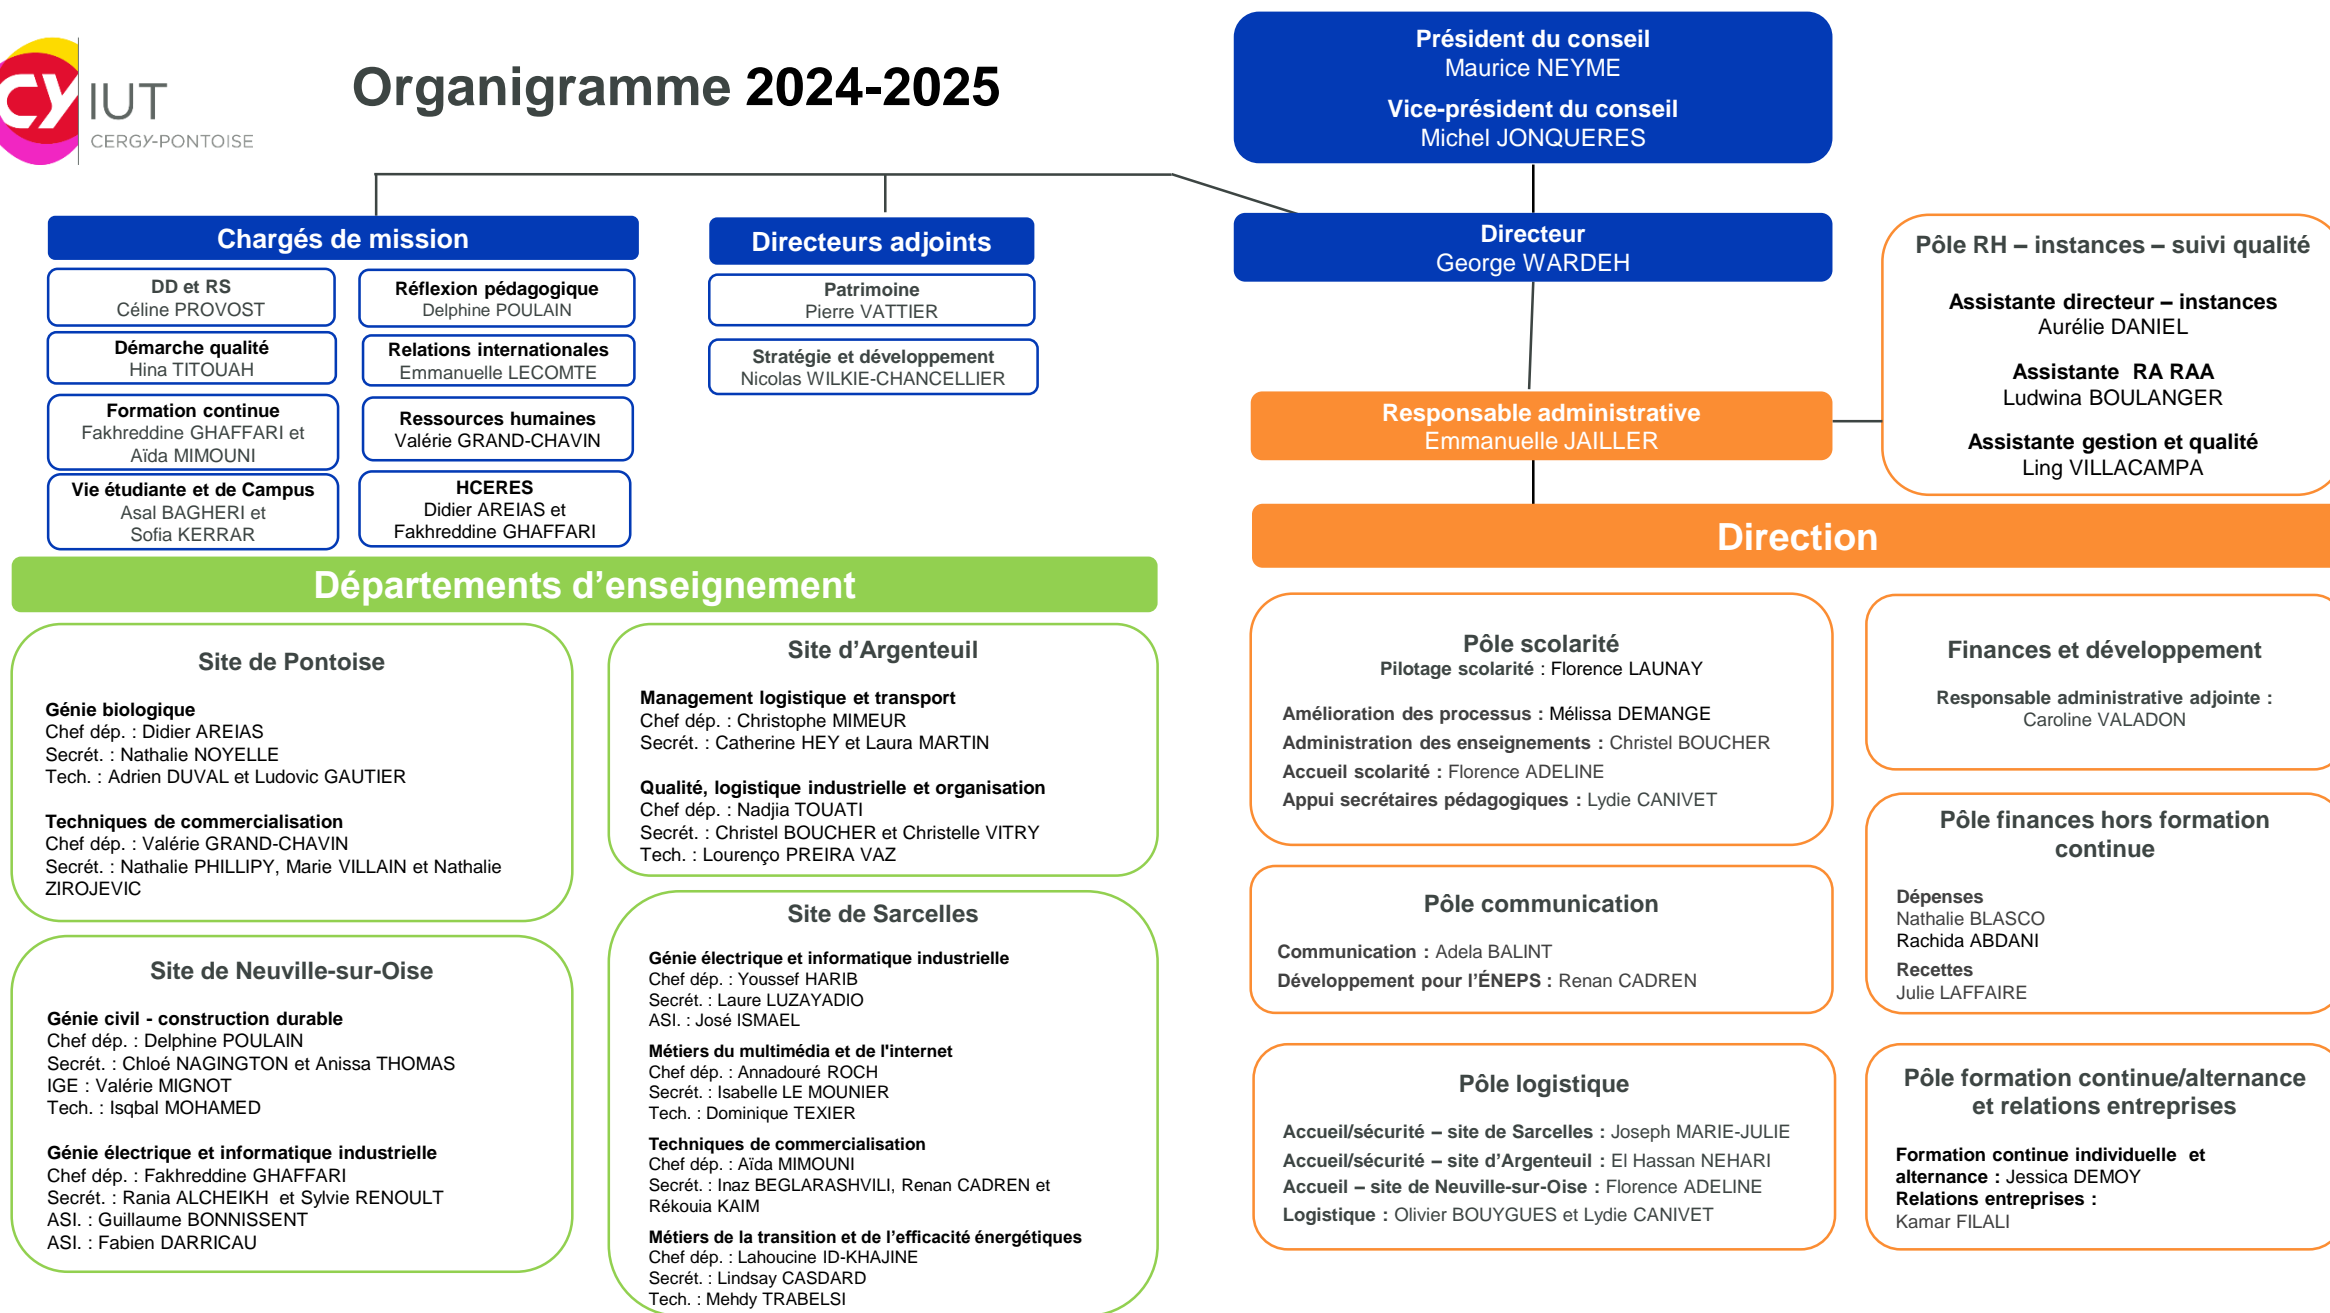 CY
IUT
CERGY-PONTOISE
Organigramme 2024-2025
Président du conseil
Maurice NEYME
Vice-président du conseil
Michel JONQUERES
Chargés de mission
DD et RS
Céline PROVOST
Réflexion pédagogique
Delphine POULAIN
Démarche qualité
Hina TITOUAH
Relations internationales
Emmanuelle LECOMTE
Formation continue
Fakhreddine GHAFFARI et
Aïda MIMOUNI
Ressources humaines
Valérie GRAND-CHAVIN
Vie étudiante et de Campus
Asal BAGHERI et
Sofia KERRAR
HCERES
Didier AREIAS et
Fakhreddine GHAFFARI
Directeurs adjoints
Patrimoine
Pierre VATTIER
Stratégie et développement
Nicolas WILKIE-CHANCELLIER
Directeur
George WARDEH
Responsable administrative
Emmanuelle JAILLER
Pôle RH – instances – suivi qualité
Assistante directeur – instances
Aurélie DANIEL
Assistante  RA RAA
Ludwina BOULANGER
Assistante gestion et qualité
Ling VILLACAMPA
Départements d’enseignement
Site de Pontoise
Génie biologique
Chef dép. : Didier AREIAS
Secrét. : Nathalie NOYELLE
Tech. : Adrien DUVAL et Ludovic GAUTIER
Techniques de commercialisation
Chef dép. : Valérie GRAND-CHAVIN
Secrét. : Nathalie PHILLIPY, Marie VILLAIN et Nathalie
ZIROJEVIC
Site d’Argenteuil
Management logistique et transport
Chef dép. : Christophe MIMEUR
Secrét. : Catherine HEY et Laura MARTIN
Qualité, logistique industrielle et organisation
Chef dép. : Nadjia TOUATI
Secrét. : Christel BOUCHER et Christelle VITRY
Tech. : Lourenço PREIRA VAZ
Site de Neuville-sur-Oise
Génie civil - construction durable
Chef dép. : Delphine POULAIN
Secrét. : Chloé NAGINGTON et Anissa THOMAS
IGE : Valérie MIGNOT
Tech. : Isqbal MOHAMED
Génie électrique et informatique industrielle
Chef dép. : Fakhreddine GHAFFARI
Secrét. : Rania ALCHEIKH  et Sylvie RENOULT
ASI. : Guillaume BONNISSENT
ASI. : Fabien DARRICAU
Site de Sarcelles
Génie électrique et informatique industrielle
Chef dép. : Youssef HARIB
Secrét. : Laure LUZAYADIO
ASI. : José ISMAEL
Métiers du multimédia et de l'internet
Chef dép. : Annadouré ROCH
Secrét. : Isabelle LE MOUNIER
Tech. : Dominique TEXIER
Techniques de commercialisation
Chef dép. : Aïda MIMOUNI
Secrét. : Inaz BEGLARASHVILI, Renan CADREN et
Rékouia KAIM
Métiers de la transition et de l’efficacité énergétiques
Chef dép. : Lahoucine ID-KHAJINE
Secrét. : Lindsay CASDARD
Tech. : Mehdy TRABELSI
Direction
Pôle scolarité
Pilotage scolarité : Florence LAUNAY
Amélioration des processus : Mélissa DEMANGE
Administration des enseignements : Christel BOUCHER
Accueil scolarité : Florence ADELINE
Appui secrétaires pédagogiques : Lydie CANIVET
Pôle communication
Communication : Adela BALINT
Développement pour l’ÉNEPS : Renan CADREN
Pôle logistique
Accueil/sécurité – site de Sarcelles : Joseph MARIE-JULIE
Accueil/sécurité – site d’Argenteuil : El Hassan NEHARI
Accueil – site de Neuville-sur-Oise : Florence ADELINE
Logistique : Olivier BOUYGUES et Lydie CANIVET
Finances et développement
Responsable administrative adjointe :
Caroline VALADON
Pôle finances hors formation
continue
Dépenses
Nathalie BLASCO
Rachida ABDANI
Recettes
Julie LAFFAIRE
Pôle formation continue/alternance
et relations entreprises
Formation continue individuelle  et
alternance : Jessica DEMOY
Relations entreprises :
Kamar FILALI